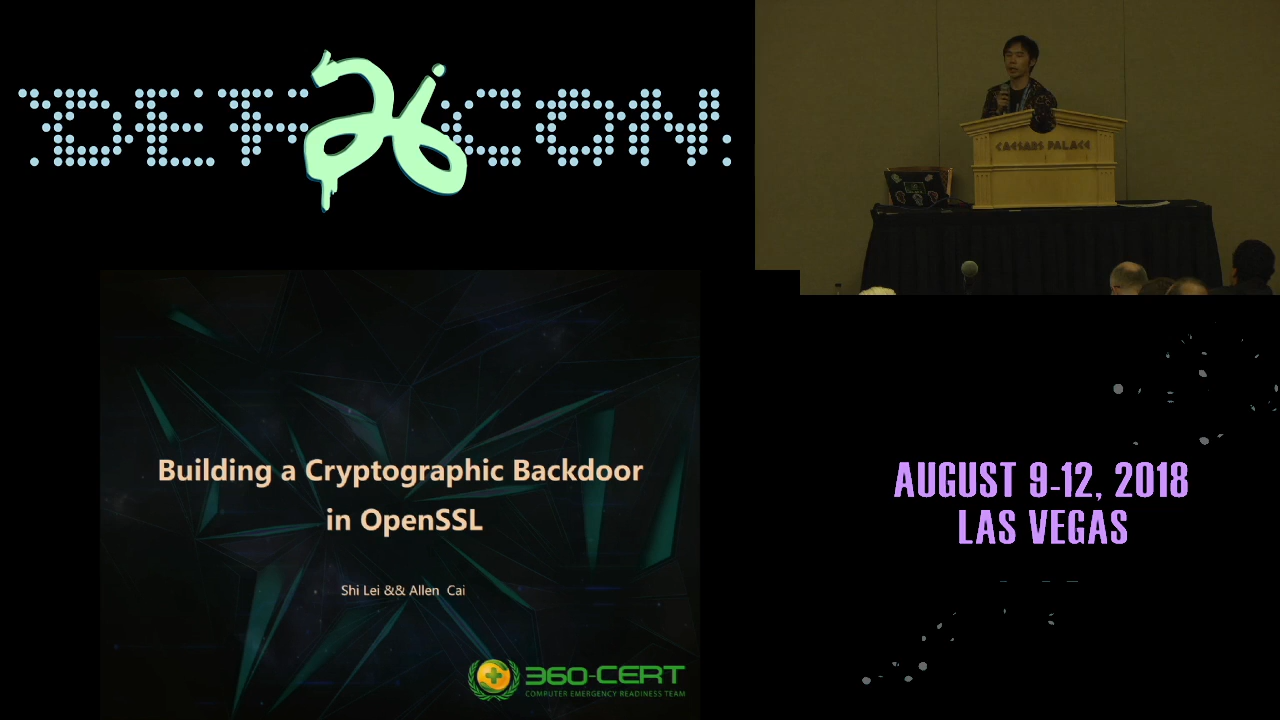 DEF CON
26
CAESARS PALACE
Building a Cryptographic Backdoor
in OpenSSL
Shi Lei && Allen Cai
360-CERT
COMPUTER EMERGENCY READINESS TEAM
AUGUST 9-12, 2018
LAS VEGAS